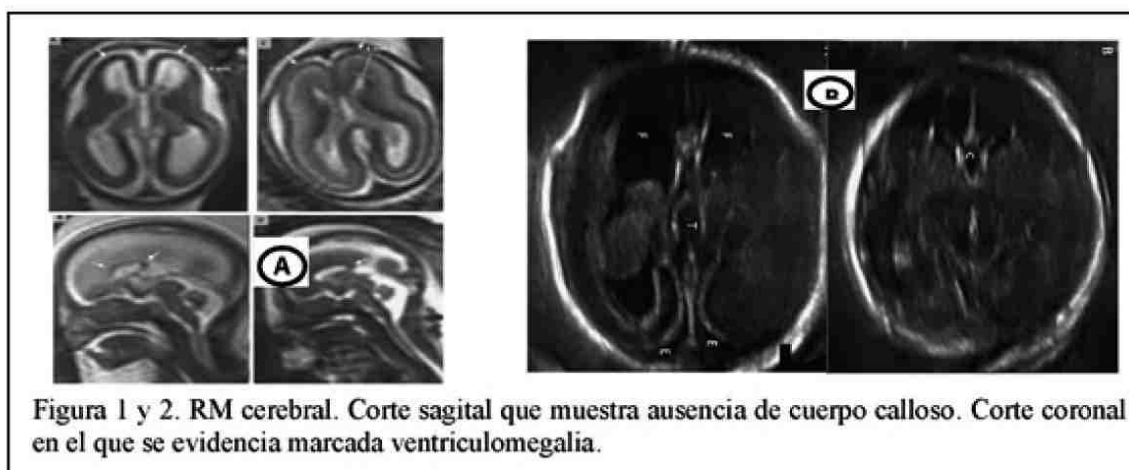 A
B
F
F
T
C
E
E
Figura 1 y 2. RM cerebral. Corte sagital que muestra ausencia de cuerpo calloso. Corte coronal
en el que se evidencia marcada ventriculomegalia.